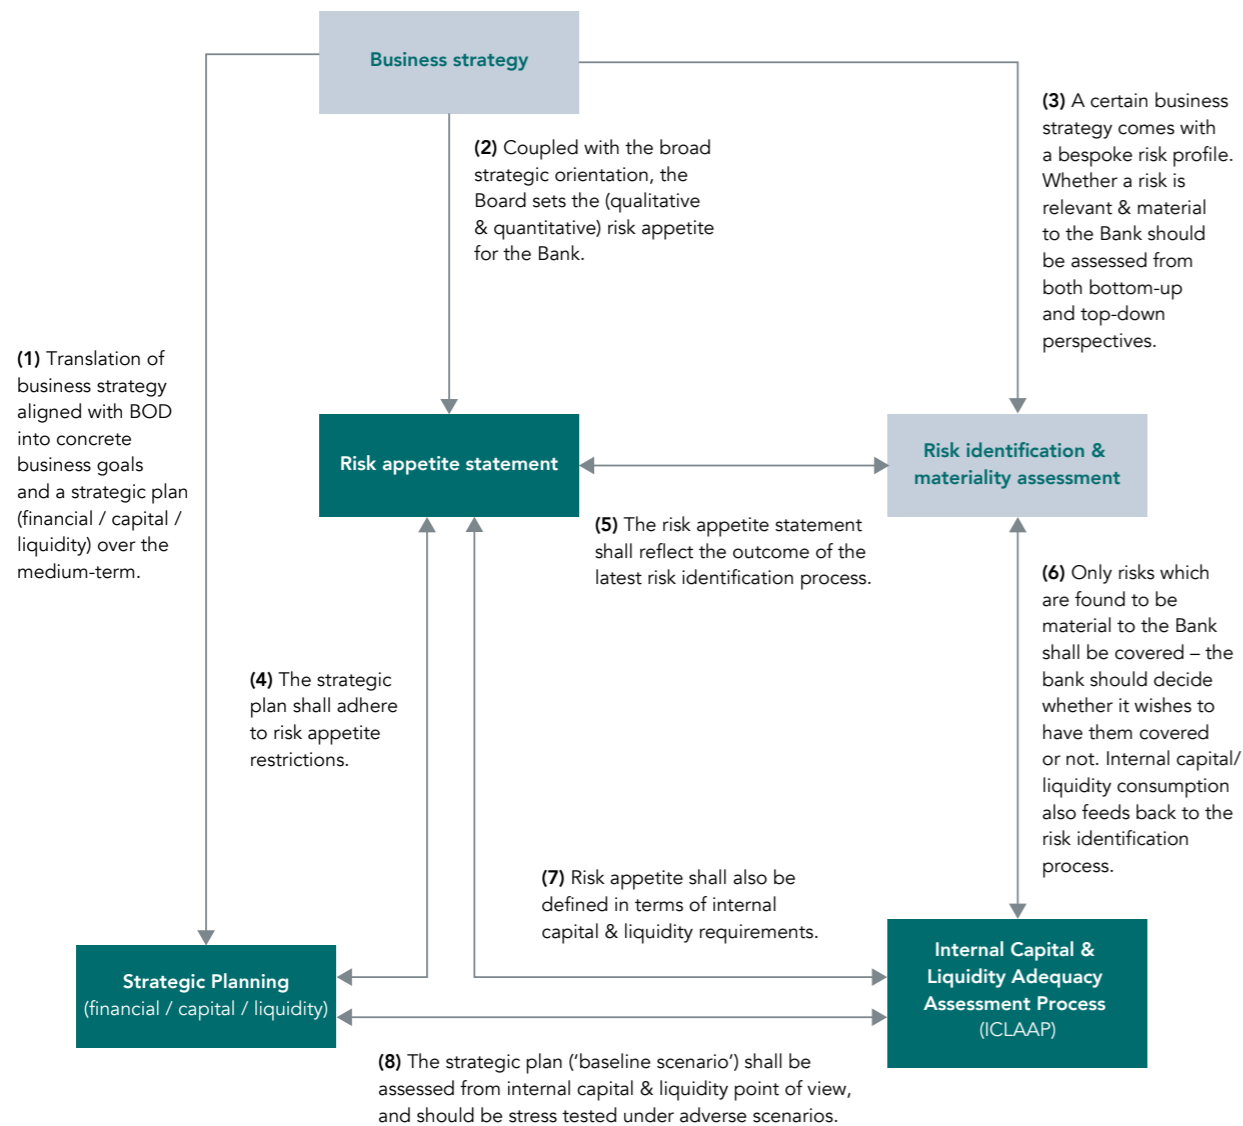 Business strategy
(2) Coupled with the broad
strategic orientation, the
Board sets the (qualitative
& quantitative) risk appetite
for the Bank.
(3) A certain business
strategy comes with
a bespoke risk profile.
Whether a risk is
relevant & material
to the Bank should
be assessed from
both bottom-up
and top-down
perspectives.
(1) Translation of
business strategy
aligned with BOD
into concrete
business goals
and a strategic plan
(financial / capital /
liquidity) over the
medium-term.
Risk appetite statement
Risk identification &
materiality assessment
(5) The risk appetite statement
shall reflect the outcome of the
latest risk identification process.
(6) Only risks which
are found to be
material to the Bank
shall be covered – the
bank should decide
whether it wishes to
have them covered
or not. Internal capital/
liquidity consumption
also feeds back to the
risk identification
process.
(4) The strategic
plan shall adhere
to risk appetite
restrictions.
(7) Risk appetite shall also be
defined in terms of internal
capital & liquidity requirements.
Strategic Planning
(financial / capital / liquidity)
Internal Capital &
Liquidity Adequacy
Assessment Process
(ICLAAP)
(8) The strategic plan (‘baseline scenario’) shall be
assessed from internal capital & liquidity point of view,
and should be stress tested under adverse scenarios.